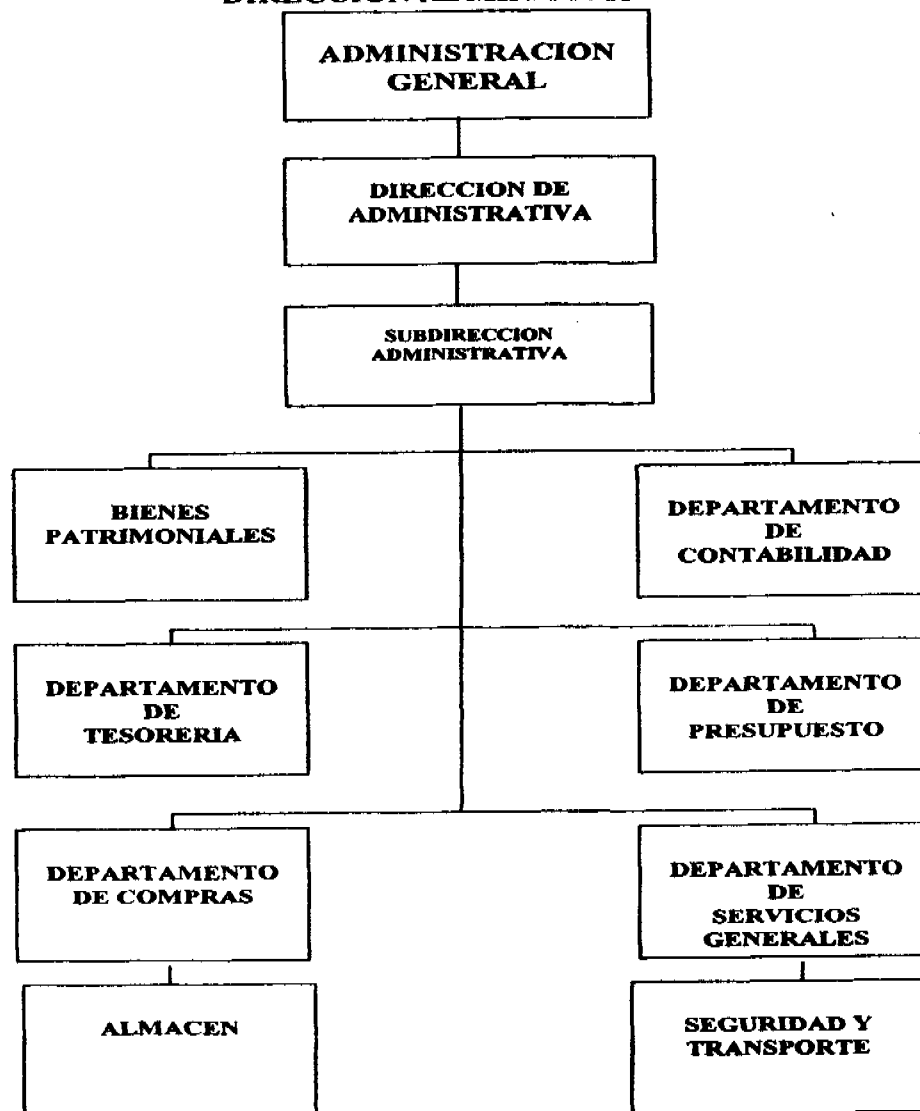 ADMINISTRACION
GENERAL
DIRECCION DE
ADMINISTRATIVA
SUBDIRECCION
ADMINISTRATIVA
BIENES
PATRIMONIALES
DEPARTAMENTO
DE
CONTABILIDAD
DEPARTAMENTO
DE
TESORERIA
DEPARTAMENTO
DE
PRESUPUESTO
DEPARTAMENTO
DE COMPRAS
DEPARTAMENTO
DE
SERVICIOS
GENERALES
ALMACEN
SEGURIDAD Y
TRANSPORTE